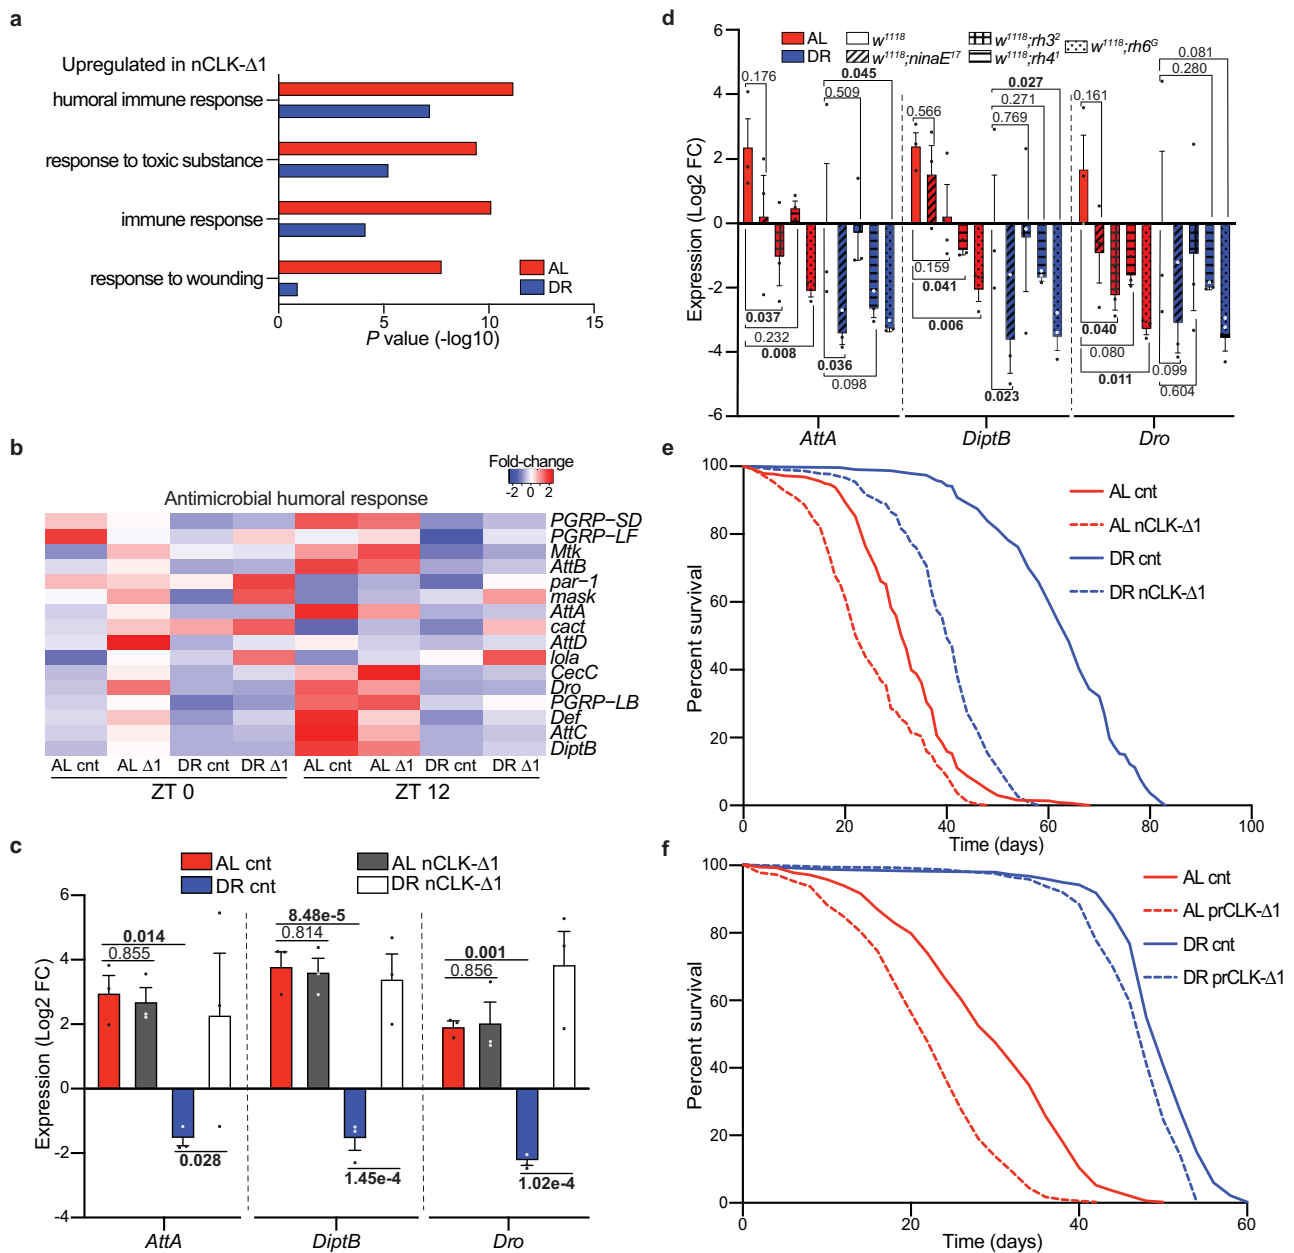 a
Upregulated in nCLK-Δ1
humoral immune response
response to toxic substance
immune response
response to wounding
AL
DR
0
5
10
15
P value (-log10)
b
Fold-change
-2 0 2
Antimicrobial humoral response
PGRP-SD
PGRP-LF
Mtk
AttB
par-1
mask
AttA
cact
AttD
lola
CecC
Dro
PGRP-LB
Def
AttC
DiptB
AL cnt AL Δ1 DR cnt DR Δ1 AL cnt AL Δ1 DR cnt DR Δ1
ZT 0 ZT 12
c
AL cnt
DR cnt
AL nCLK-Δ1
DR nCLK-Δ1
Expression (Log2 FC)
6
4
2
0
-2
-4
0.014
0.855
0.028
8.48e-5
0.814
1.45e-4
0.001
0.856
1.02e-4
AttA DiptB Dro
d
AL
DR
w1118
w1118;ninaE17
w1118;rh3²
w1118;rh4¹
w1118;rh6G
Expression (Log2 FC)
6
4
2
0
-2
-4
-6
0.176
0.045
0.509
0.037
0.232
0.008
0.036
0.098
0.566
0.027
0.271
0.769
0.159
0.041
0.006
0.023
0.161
0.081
0.280
0.040
0.080
0.011
0.099
0.604
AttA DiptB Dro
e
Percent survival
100
80
60
40
20
0
AL cnt
AL nCLK-Δ1
DR cnt
DR nCLK-Δ1
0 20 40 60 80 100
Time (days)
f
Percent survival
100
80
60
40
20
0
AL cnt
AL prCLK-Δ1
DR cnt
DR prCLK-Δ1
0 20 40 60
Time (days)